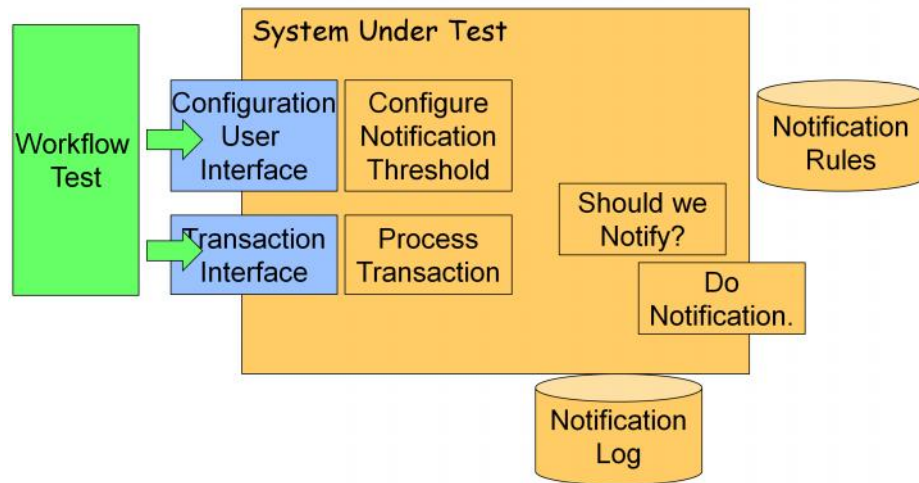 System Under Test
Workflow
Test
Configuration
User
Interface
Configure
Notification
Threshold
Notification
Rules
Should we
Notify?
Transaction
Interface
Process
Transaction
Do
Notification.
Notification
Log